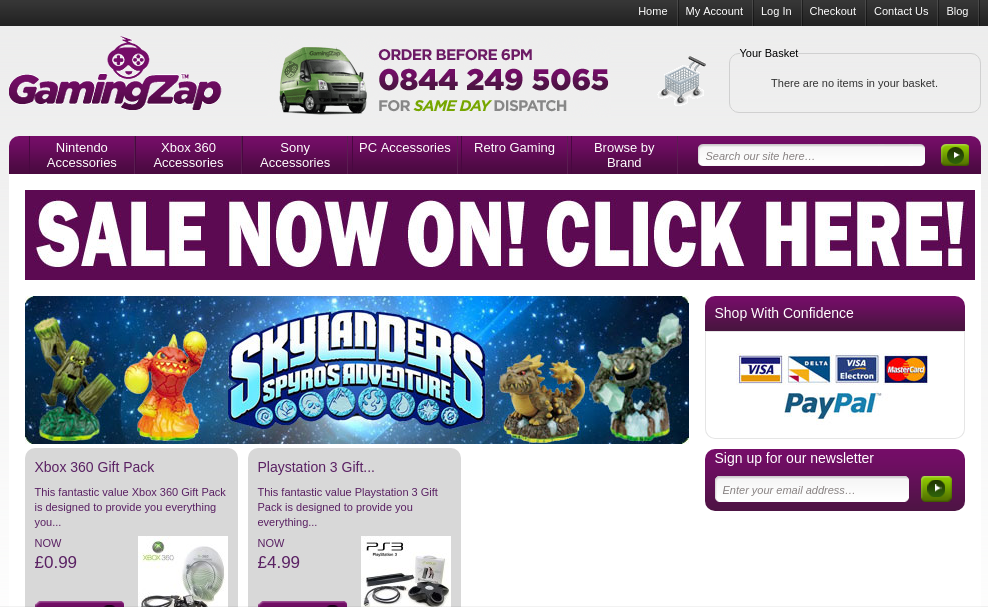 Home
My Account
Log In
Checkout
Contact Us
Blog
GamingZap™
GamingZap
ORDER BEFORE 6PM
0844 249 5065
FOR SAME DAY DISPATCH
Your Basket
There are no items in your basket.
Nintendo
Accessories
Xbox 360
Accessories
Sony
Accessories
PC Accessories
Retro Gaming
Browse by
Brand
Search our site here…
SALE NOW ON! CLICK HERE!
SKYLANDERS
SPYRO'S ADVENTURE
Shop With Confidence
VISA
DELTA
VISA
Electron
MasterCard
PayPal™
Sign up for our newsletter
Enter your email address…
Xbox 360 Gift Pack
This fantastic value Xbox 360 Gift Pack
is designed to provide you everything
you...
NOW
£0.99
XBOX 360
Playstation 3 Gift...
This fantastic value Playstation 3 Gift
Pack is designed to provide you
everything...
NOW
£4.99
PS3
PlayStation 3